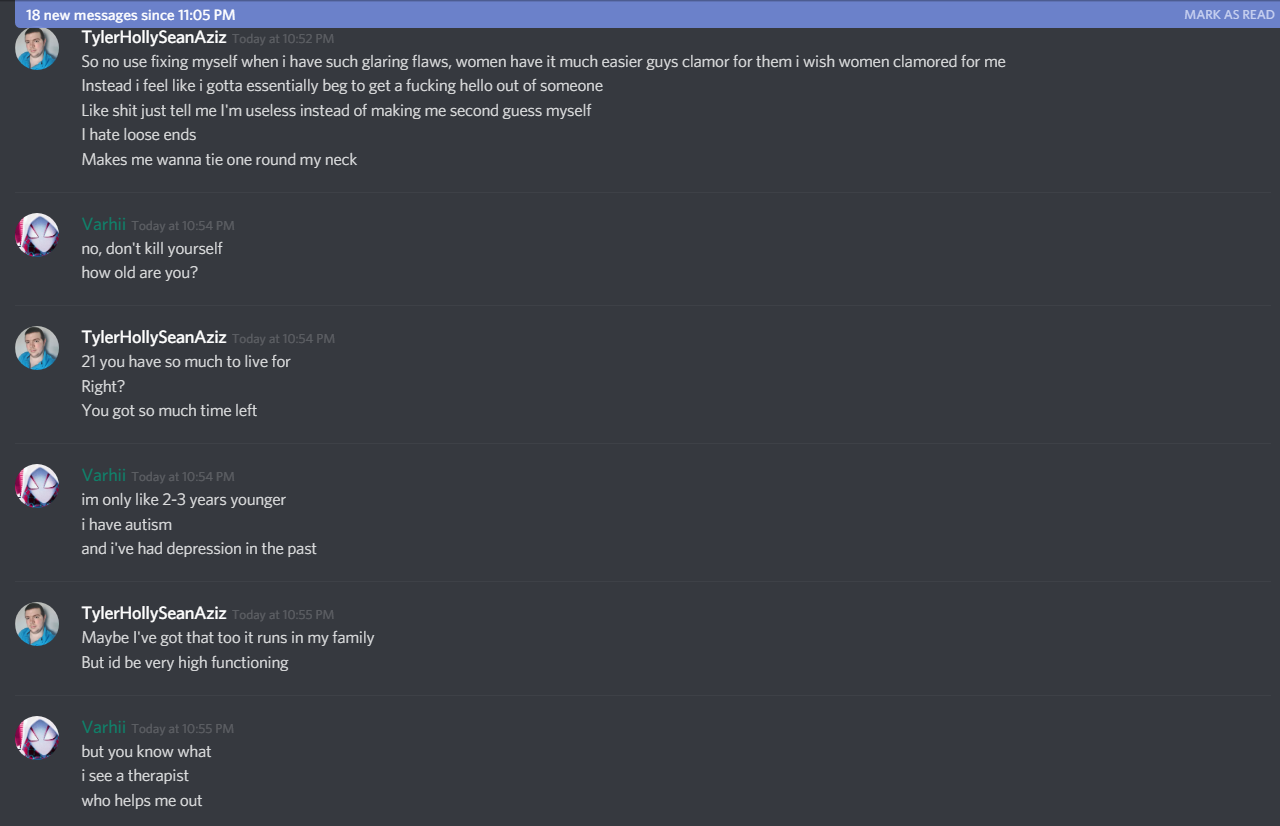 18 new messages since 11:05 PM MARK AS READ
TylerHollySeanAziz Today at 10:52 PM
So no use fixing myself when i have such glaring flaws, women have it much easier guys clamor for them i wish women clamored for me
Instead i feel like i gotta essentially beg to get a fucking hello out of someone
Like shit just tell me I'm useless instead of making me second guess myself
I hate loose ends
Makes me wanna tie one round my neck
Varhii Today at 10:54 PM
no, don't kill yourself
how old are you?
TylerHollySeanAziz Today at 10:54 PM
21 you have so much to live for
Right?
You got so much time left
Varhii Today at 10:54 PM
im only like 2-3 years younger
i have autism
and i've had depression in the past
TylerHollySeanAziz Today at 10:55 PM
Maybe I've got that too it runs in my family
But id be very high functioning
Varhii Today at 10:55 PM
but you know what
i see a therapist
who helps me out